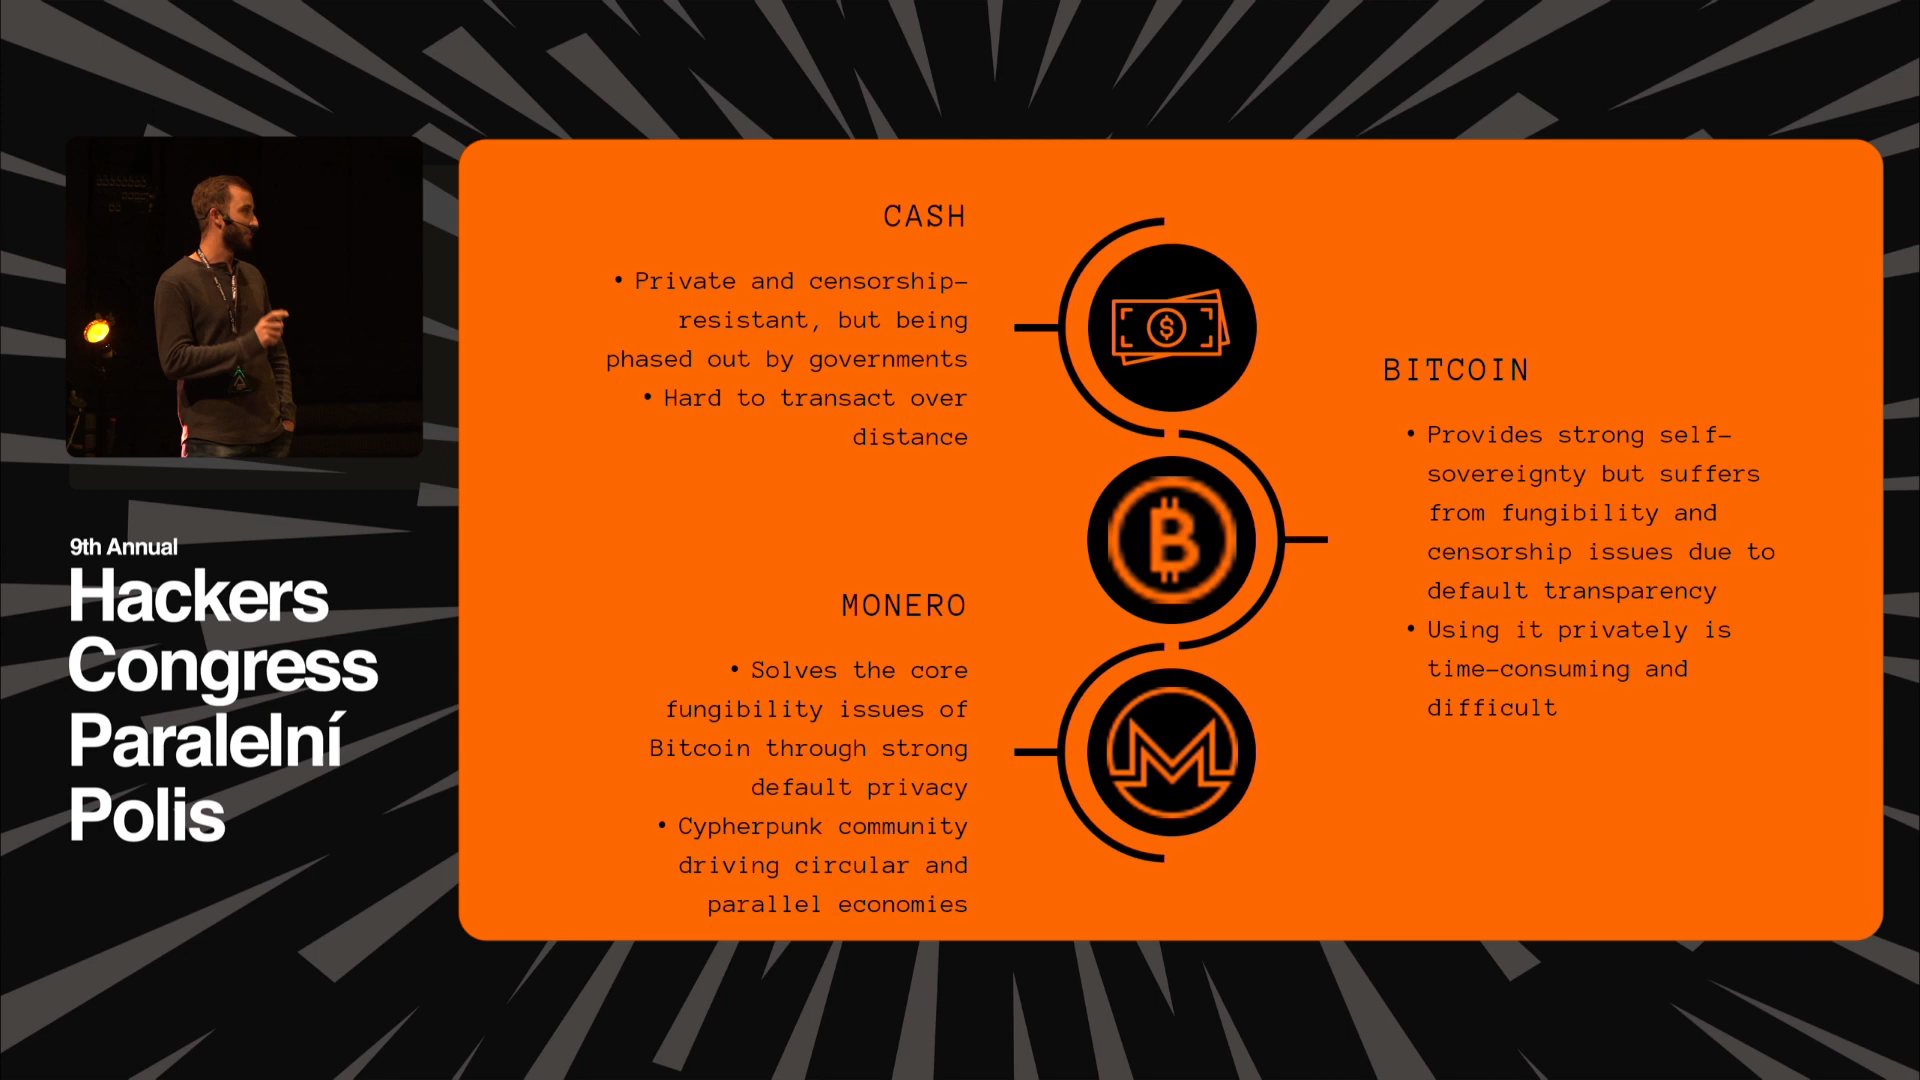 9th Annual
Hackers
Congress
Paralelní
Polis
CASH
• Private and censorship-
resistant, but being
phased out by governments
• Hard to transact over
distance
BITCOIN
• Provides strong self-
sovereignty but suffers
from fungibility and
censorship issues due to
default transparency
• Using it privately is
time-consuming and
difficult
MONERO
• Solves the core
fungibility issues of
Bitcoin through strong
default privacy
• Cypherpunk community
driving circular and
parallel economies